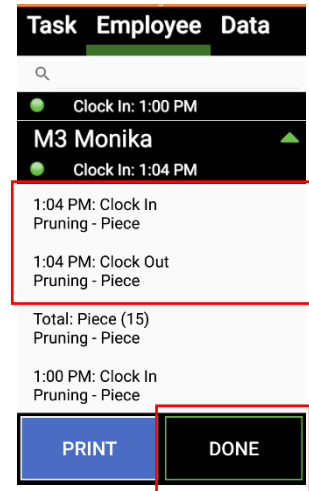 Task Employee Data
Clock In: 1:00 PM
M3 Monika
Clock In: 1:04 PM
1:04 PM: Clock In
Pruning - Piece
1:04 PM: Clock Out
Pruning - Piece
Total: Piece (15)
Pruning - Piece
1:00 PM: Clock In
Pruning - Piece
PRINT DONE